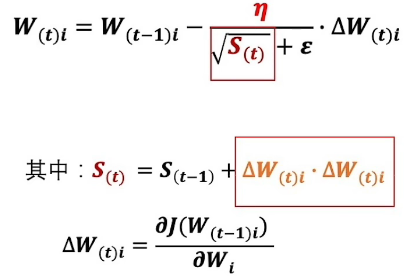 W(t)i = W(t−1)i − η / (√S(t) + ε) · ΔW(t)i
其中：S(t) = S(t−1) + ΔW(t)i · ΔW(t)i
ΔW(t)i = ∂J(W(t−1)i) / ∂Wi